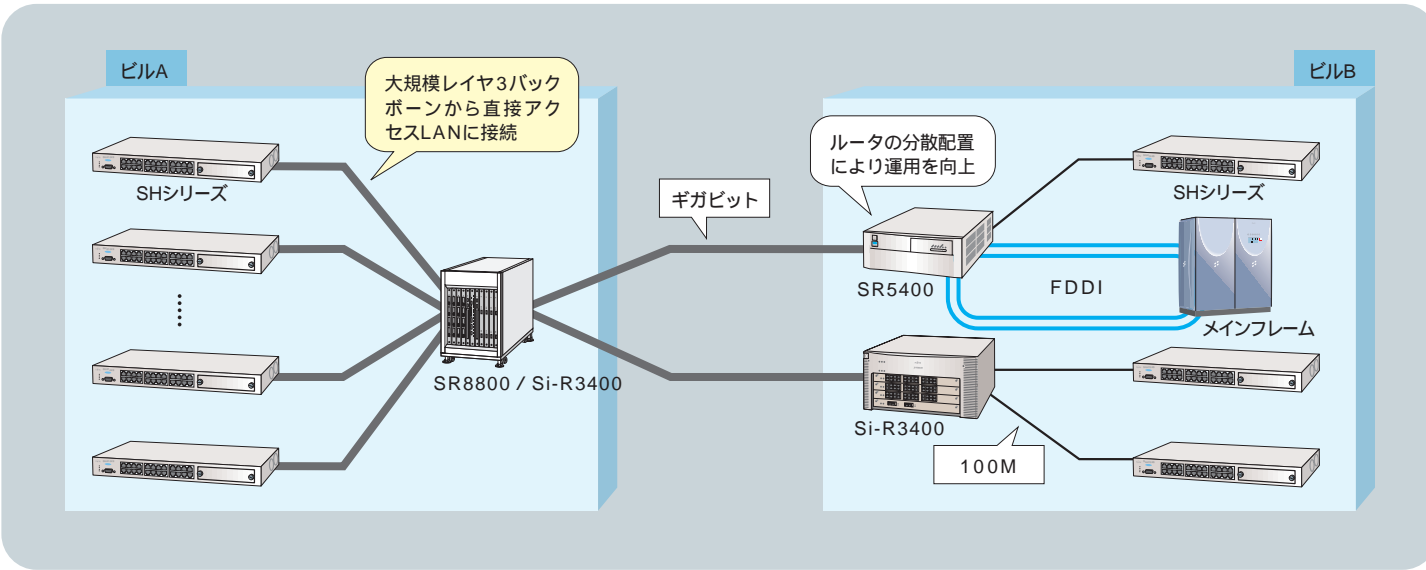 ビルA
大規模レイヤ3バック
ボーンから直接アク
セスLANに接続
SHシリーズ
SR8800 / Si-R3400
ギガビット
ビルB
ルータの分散配置
により運用を向上
SHシリーズ
SR5400
FDDI
メインフレーム
Si-R3400
100M